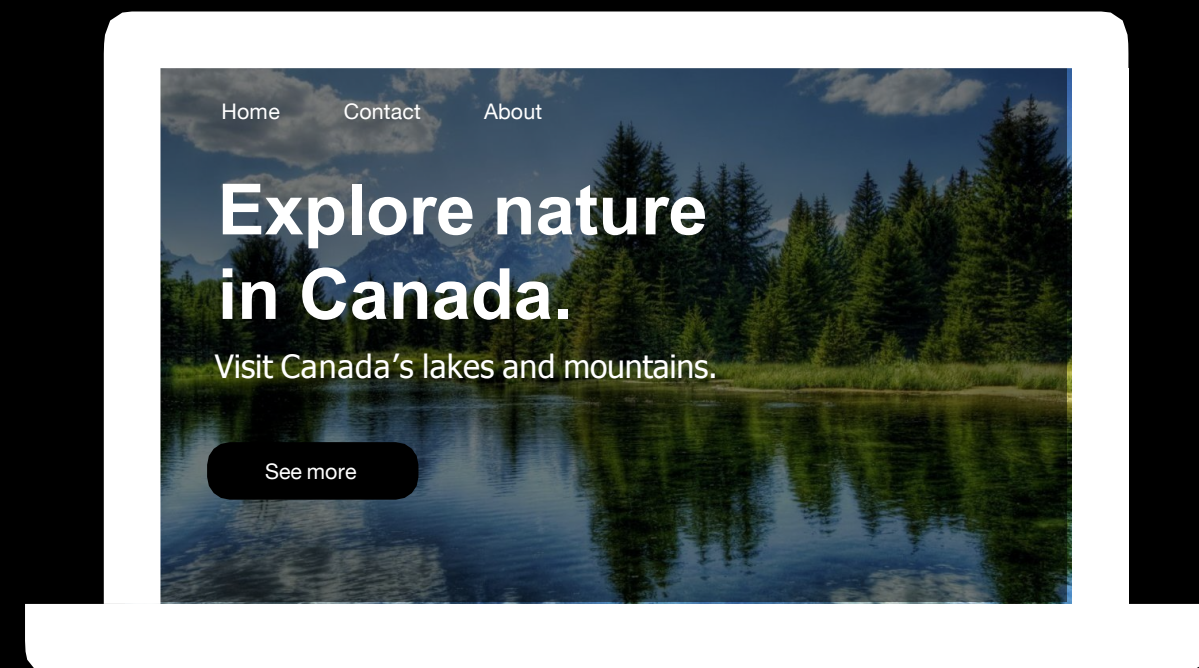 Home Contact About
Explore nature
in Canada.
Visit Canada’s lakes and mountains.
See more